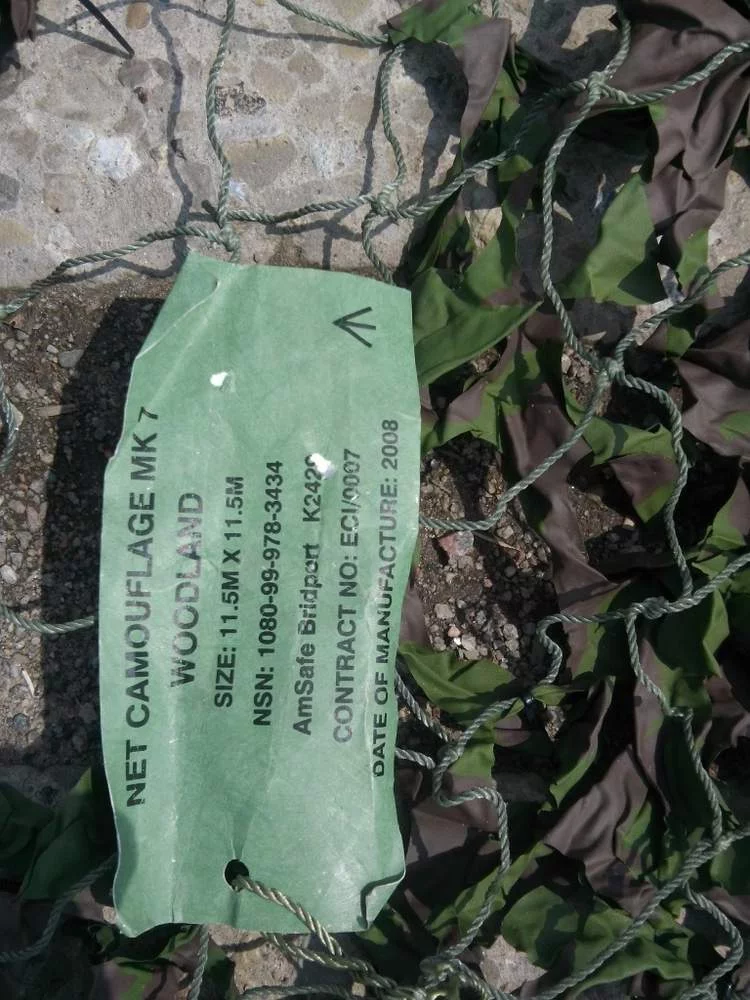 NET CAMOUFLAGE MK 7
WOODLAND
SIZE: 11.5M X 11.5M
NSN: 1080-99-978-3434
AmSafe Bridport
CONTRACT NO: ECI/0007
DATE OF MANUFACTURE: 2008